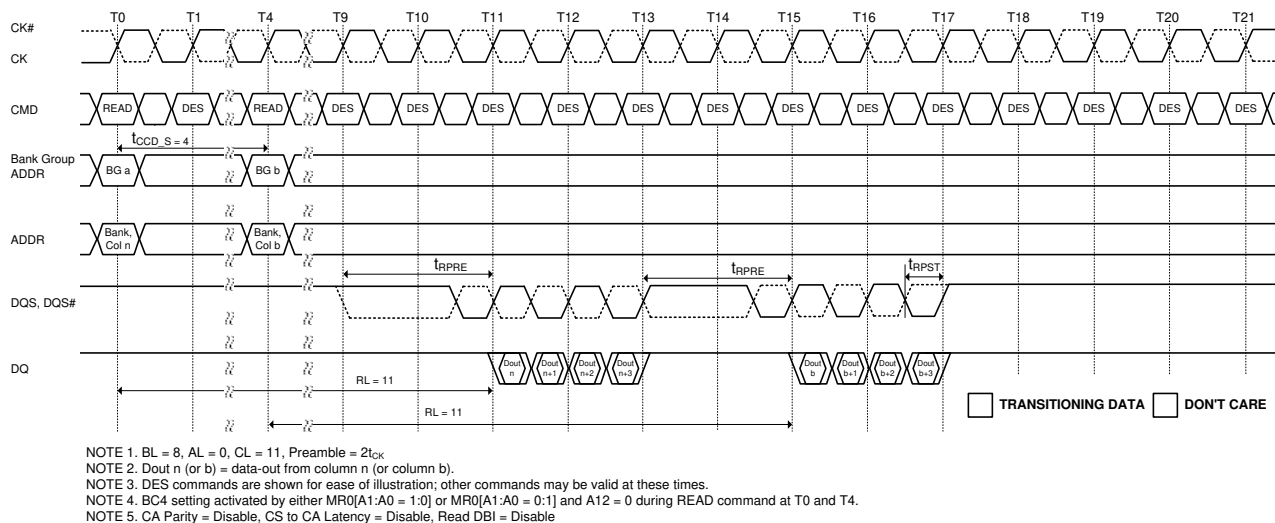 T0 T1 T4 T9 T10 T11 T12 T13 T14 T15 T16 T17 T18 T19 T20 T21
CK#
CK
CMD READ DES READ DES DES DES DES DES DES DES DES DES DES DES DES DES
tCCD_S = 4
Bank Group
ADDR
BG a BG b
ADDR
Bank,
Col n
Bank,
Col b
tRPRE tRPRE tRPST
DQS, DQS#
DQ
Dout
n
Dout
n+1
Dout
n+2
Dout
n+3
Dout
b
Dout
b+1
Dout
b+2
Dout
b+3
RL = 11
RL = 11
TRANSITIONING DATA DON'T CARE
NOTE 1. BL = 8, AL = 0, CL = 11, Preamble = 2tCK
NOTE 2. Dout n (or b) = data-out from column n (or column b).
NOTE 3. DES commands are shown for ease of illustration; other commands may be valid at these times.
NOTE 4. BC4 setting activated by either MR0[A1:A0 = 1:0] or MR0[A1:A0 = 0:1] and A12 = 0 during READ command at T0 and T4.
NOTE 5. CA Parity = Disable, CS to CA Latency = Disable, Read DBI = Disable